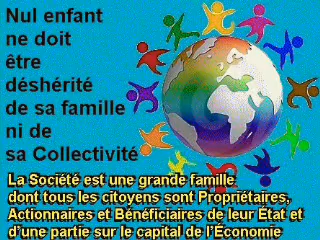 Nul enfant
ne doit
être
déshérité
de sa famille
ni de
sa Collectivité
La Société est une grande famille
dont tous les citoyens sont Propriétaires,
Actionnaires et Bénéficiaires de leur État et
d'une partie sur le capital de l'Économie